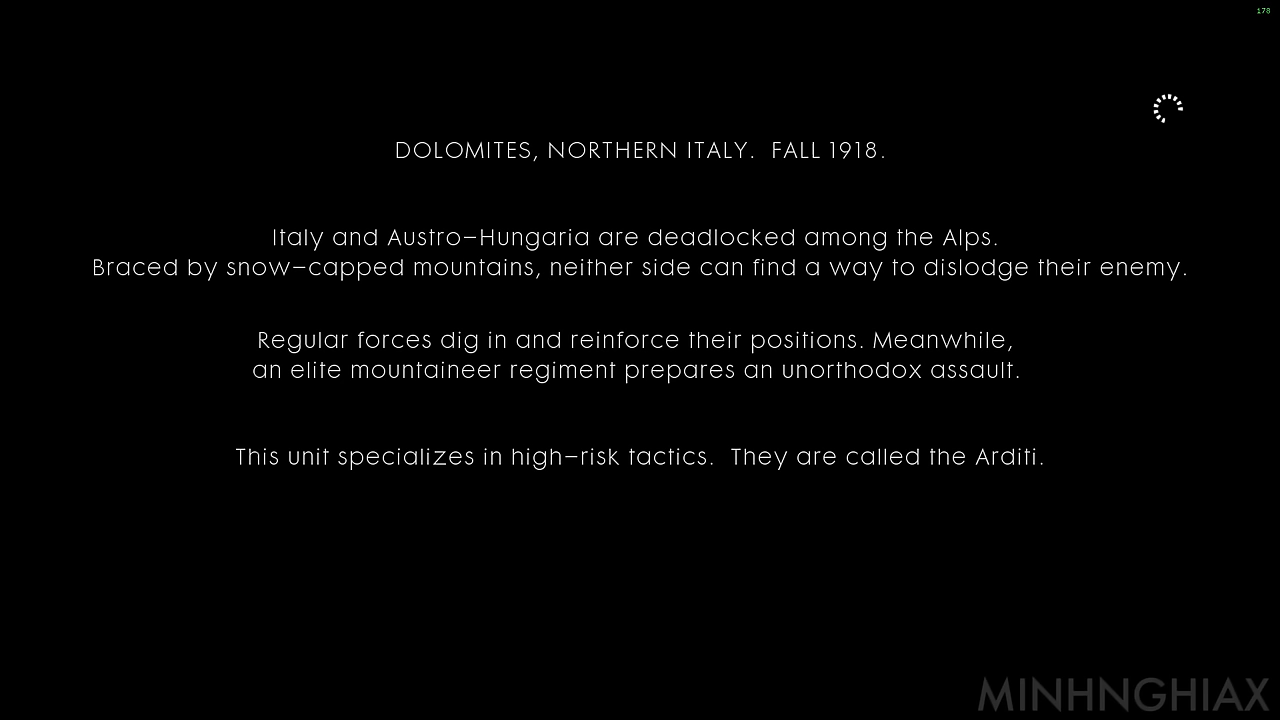 178
DOLOMITES, NORTHERN ITALY. FALL 1918.
Italy and Austro-Hungaria are deadlocked among the Alps.
Braced by snow-capped mountains, neither side can find a way to dislodge their enemy.
Regular forces dig in and reinforce their positions. Meanwhile,
an elite mountaineer regiment prepares an unorthodox assault.
This unit specializes in high-risk tactics. They are called the Arditi.
MINHNGHIAX